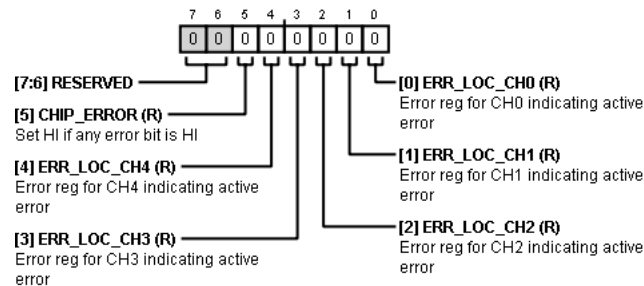 7 6 5 4 3 2 1 0
0 0 0 0 0 0 0 0
[7:6] RESERVED
[5] CHIP_ERROR (R)
Set HI if any error bit is HI
[4] ERR_LOC_CH4 (R)
Error reg for CH4 indicating active
error
[3] ERR_LOC_CH3 (R)
Error reg for CH3 indicating active
error
[0] ERR_LOC_CH0 (R)
Error reg for CH0 indicating active
error
[1] ERR_LOC_CH1 (R)
Error reg for CH1 indicating active
error
[2] ERR_LOC_CH2 (R)
Error reg for CH2 indicating active
error